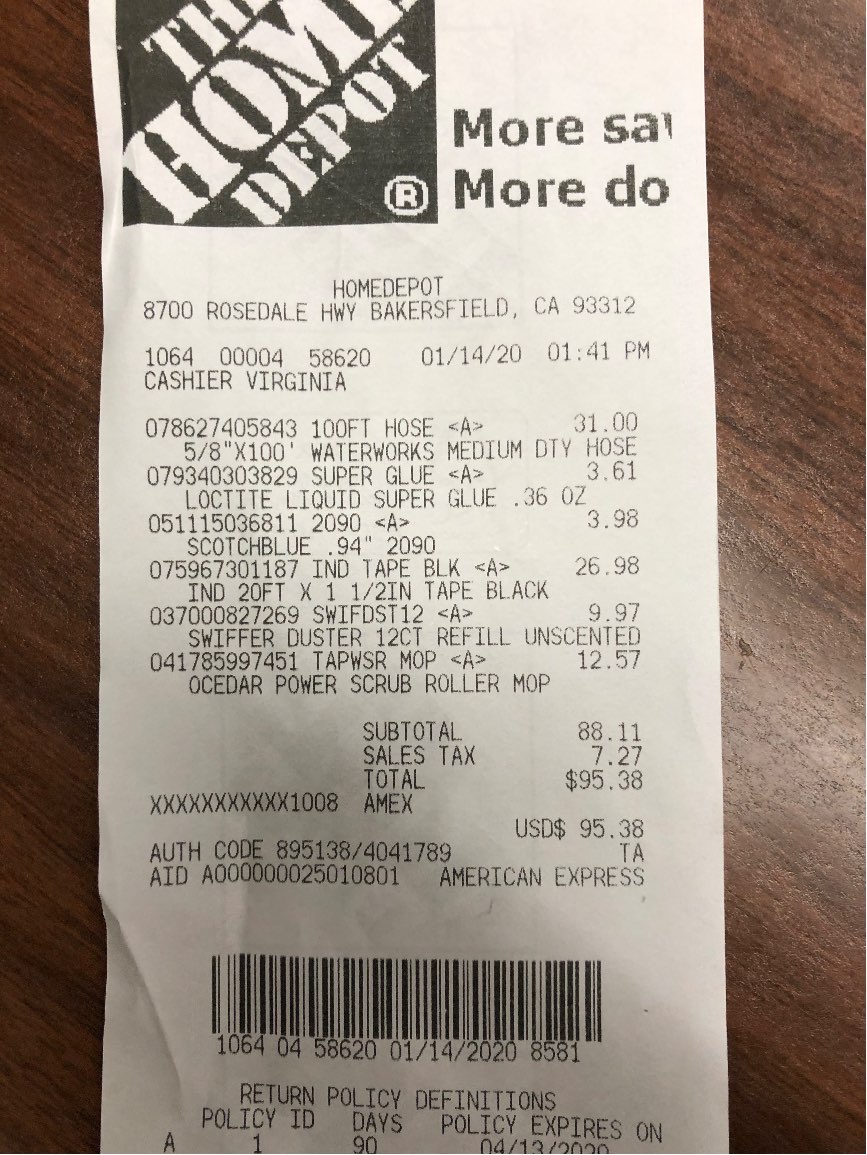 THE
HOME
DEPOT
®
More
More do
HOMEDEPOT
8700 ROSEDALE HWY BAKERSFIELD, CA 93312
1064 00004 58620 01/14/20 01:41 PM
CASHIER VIRGINIA
078627405843 100FT HOSE <A> 31.00
5/8"X100' WATERWORKS MEDIUM DTY HOSE
079340303829 SUPER GLUE <A> 3.61
LOCTITE LIQUID SUPER GLUE .36 OZ
051115036811 2090 <A> 3.98
SCOTCHBLUE .94" 2090
075967301187 IND TAPE BLK <A> 26.98
IND 20FT X 1 1/2IN TAPE BLACK
037000827269 SWIFDST12 <A> 9.97
SWIFFER DUSTER 12CT REFILL UNSCENTED
041785997451 TAPWSR MOP <A> 12.57
OCEDAR POWER SCRUB ROLLER MOP
SUBTOTAL 88.11
SALES TAX 7.27
TOTAL $95.38
XXXXXXXXXXX1008 AMEX
USD$ 95.38
AUTH CODE 895138/4041789 TA
AID A000000025010801 AMERICAN EXPRESS
1064 04 58620 01/14/2020 8581
RETURN POLICY DEFINITIONS
POLICY ID DAYS POLICY EXPIRES ON
A 1 90 04/13/2020